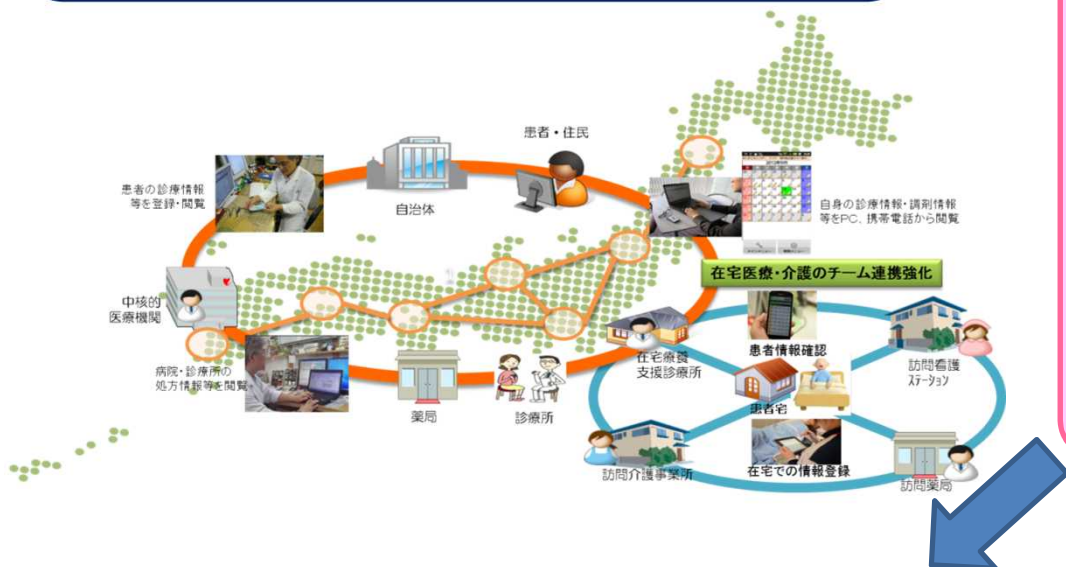 患者・住民
患者の診療情報
等を登録・閲覧
自治体
自身の診療情報・調剤情報
等をPC、携帯電話から閲覧
在宅医療・介護のチーム連携強化
中核的
医療機関
在宅療養
支援診療所
患者情報確認
訪問看護
ステーション
病院・診療所の
処方情報等を閲覧
薬局
診療所
患者宅
訪問介護事業所
在宅での情報登録
訪問薬局